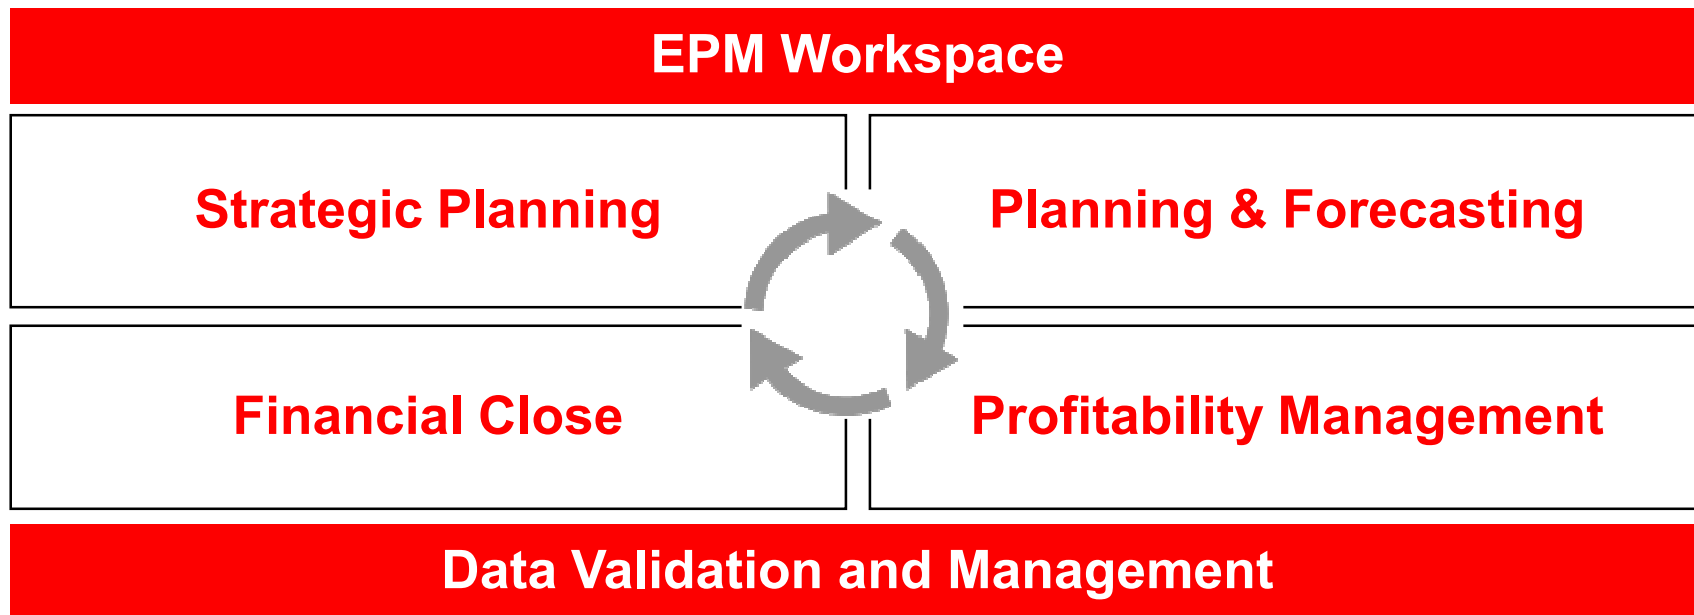 EPM Workspace
Strategic Planning
Planning & Forecasting
Financial Close
Profitability Management
Data Validation and Management